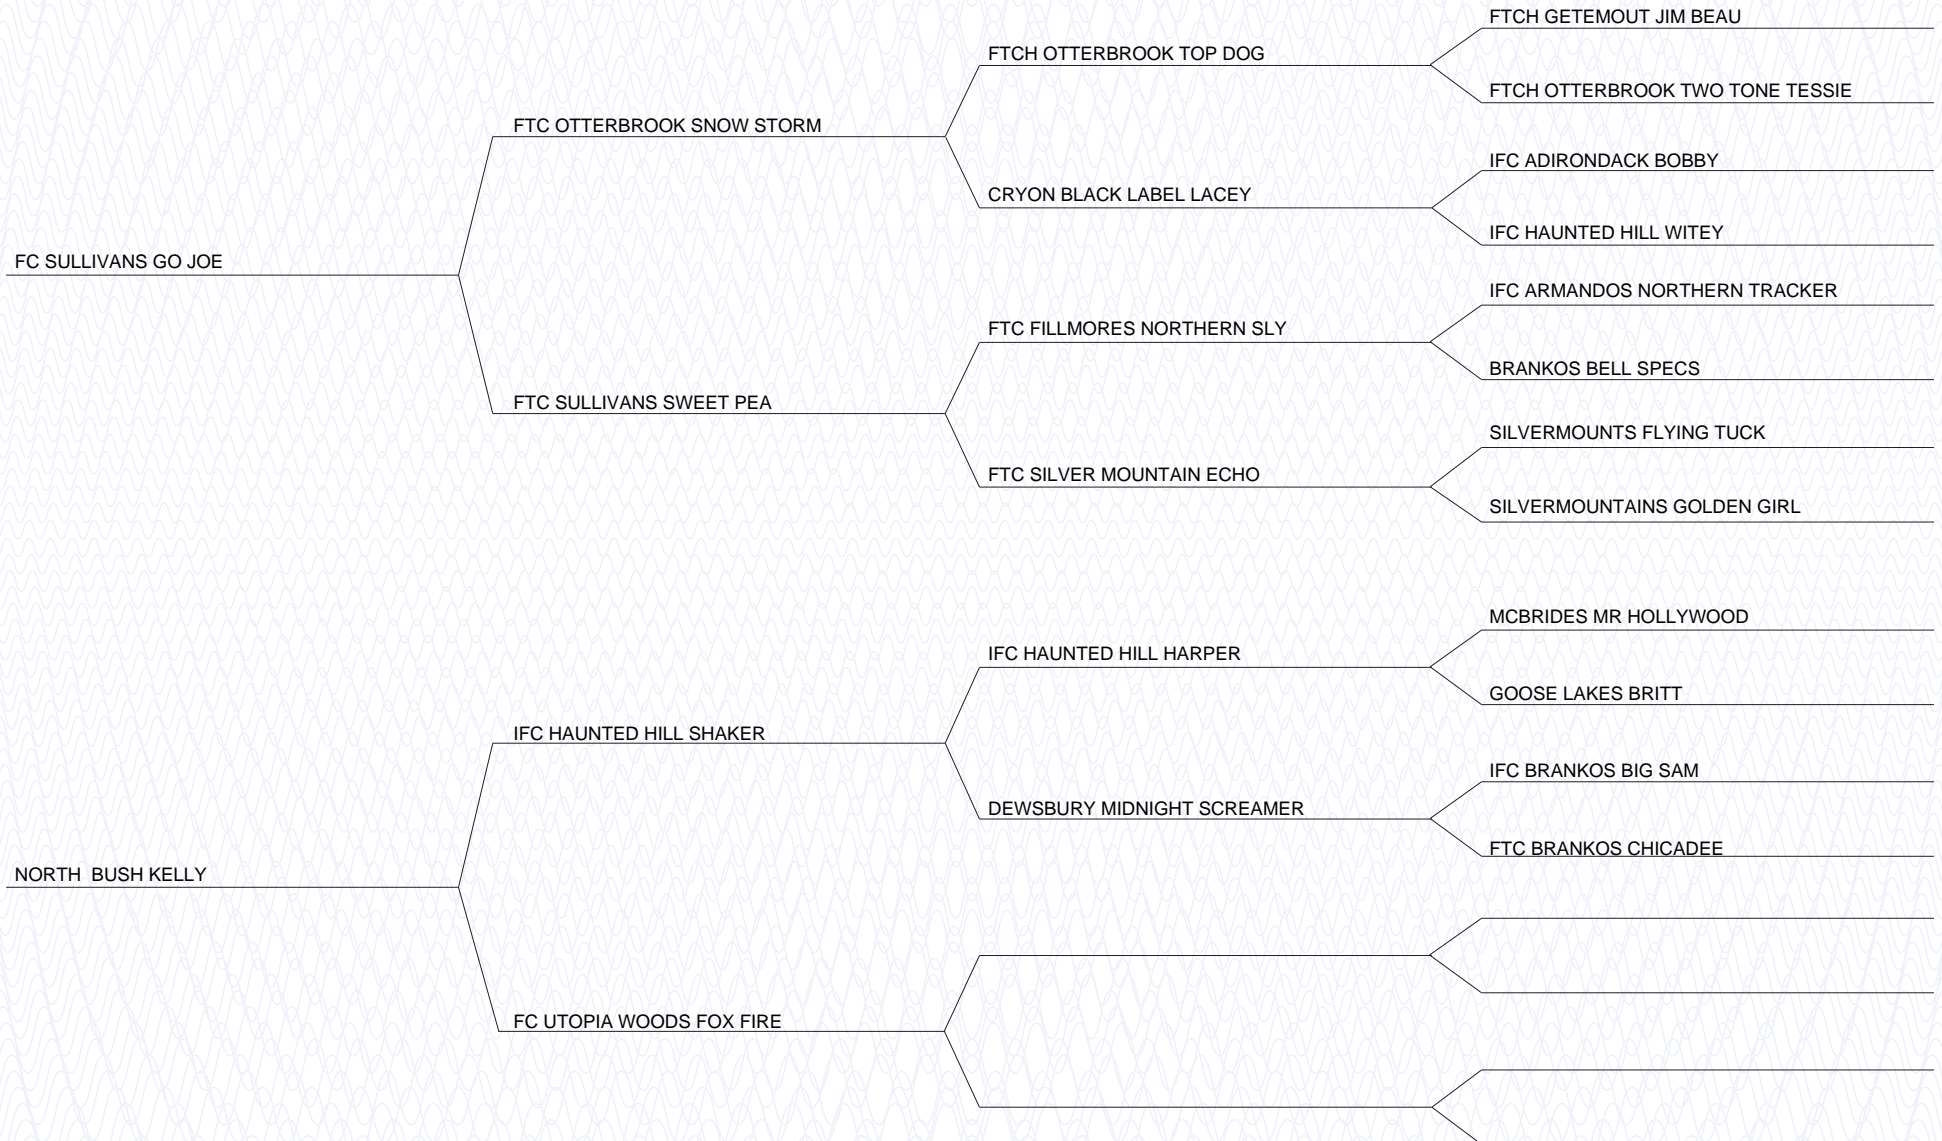 FTCH GETEMOUT JIM BEAU
FTCH OTTERBROOK TOP DOG
FTCH OTTERBROOK TWO TONE TESSIE
FTC OTTERBROOK SNOW STORM
IFC ADIRONDACK BOBBY
CRYON BLACK LABEL LACEY
IFC HAUNTED HILL WITEY
FC SULLIVANS GO JOE
IFC ARMANDOS NORTHERN TRACKER
FTC FILLMORES NORTHERN SLY
BRANKOS BELL SPECS
FTC SULLIVANS SWEET PEA
SILVERMOUNTS FLYING TUCK
FTC SILVER MOUNTAIN ECHO
SILVERMOUNTAINS GOLDEN GIRL
MCBRIDES MR HOLLYWOOD
IFC HAUNTED HILL HARPER
GOOSE LAKES BRITT
IFC HAUNTED HILL SHAKER
IFC BRANKOS BIG SAM
DEWSBURY MIDNIGHT SCREAMER
FTC BRANKOS CHICADEE
NORTH  BUSH KELLY
FC UTOPIA WOODS FOX FIRE